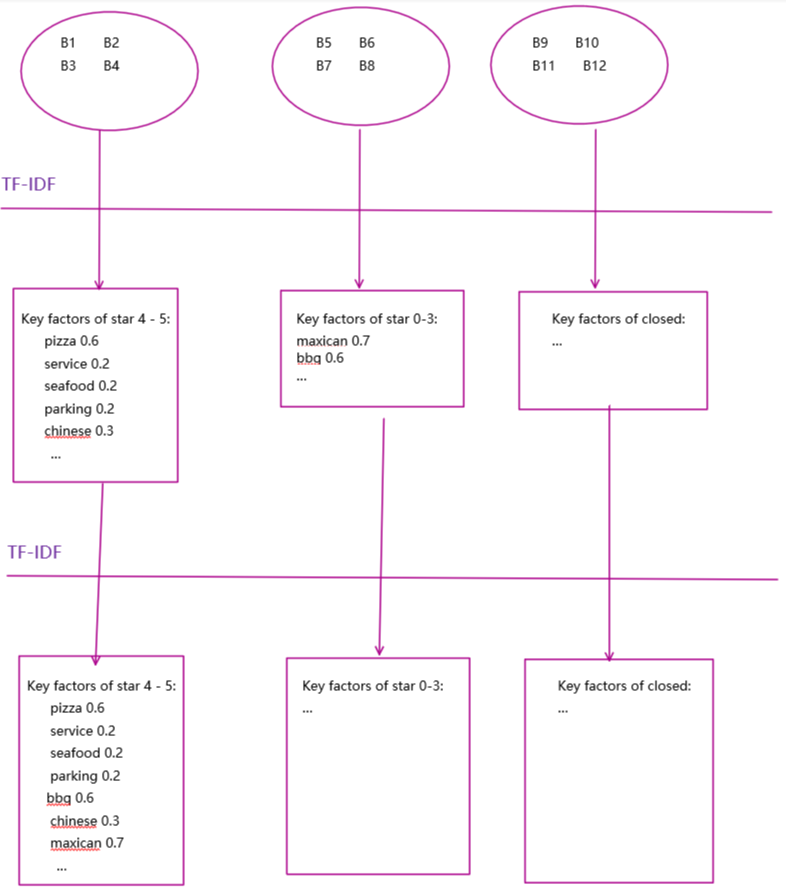 B1 B2
B3 B4
B5 B6
B7 B8
B9 B10
B11 B12
TF-IDF
Key factors of star 4 - 5:
pizza 0.6
service 0.2
seafood 0.2
parking 0.2
chinese 0.3
...
Key factors of star 0-3:
maxican 0.7
bbq 0.6
...
Key factors of closed:
...
TF-IDF
Key factors of star 4 - 5:
pizza 0.6
service 0.2
seafood 0.2
parking 0.2
bbq 0.6
chinese 0.3
maxican 0.7
...
Key factors of star 0-3:
...
Key factors of closed:
...